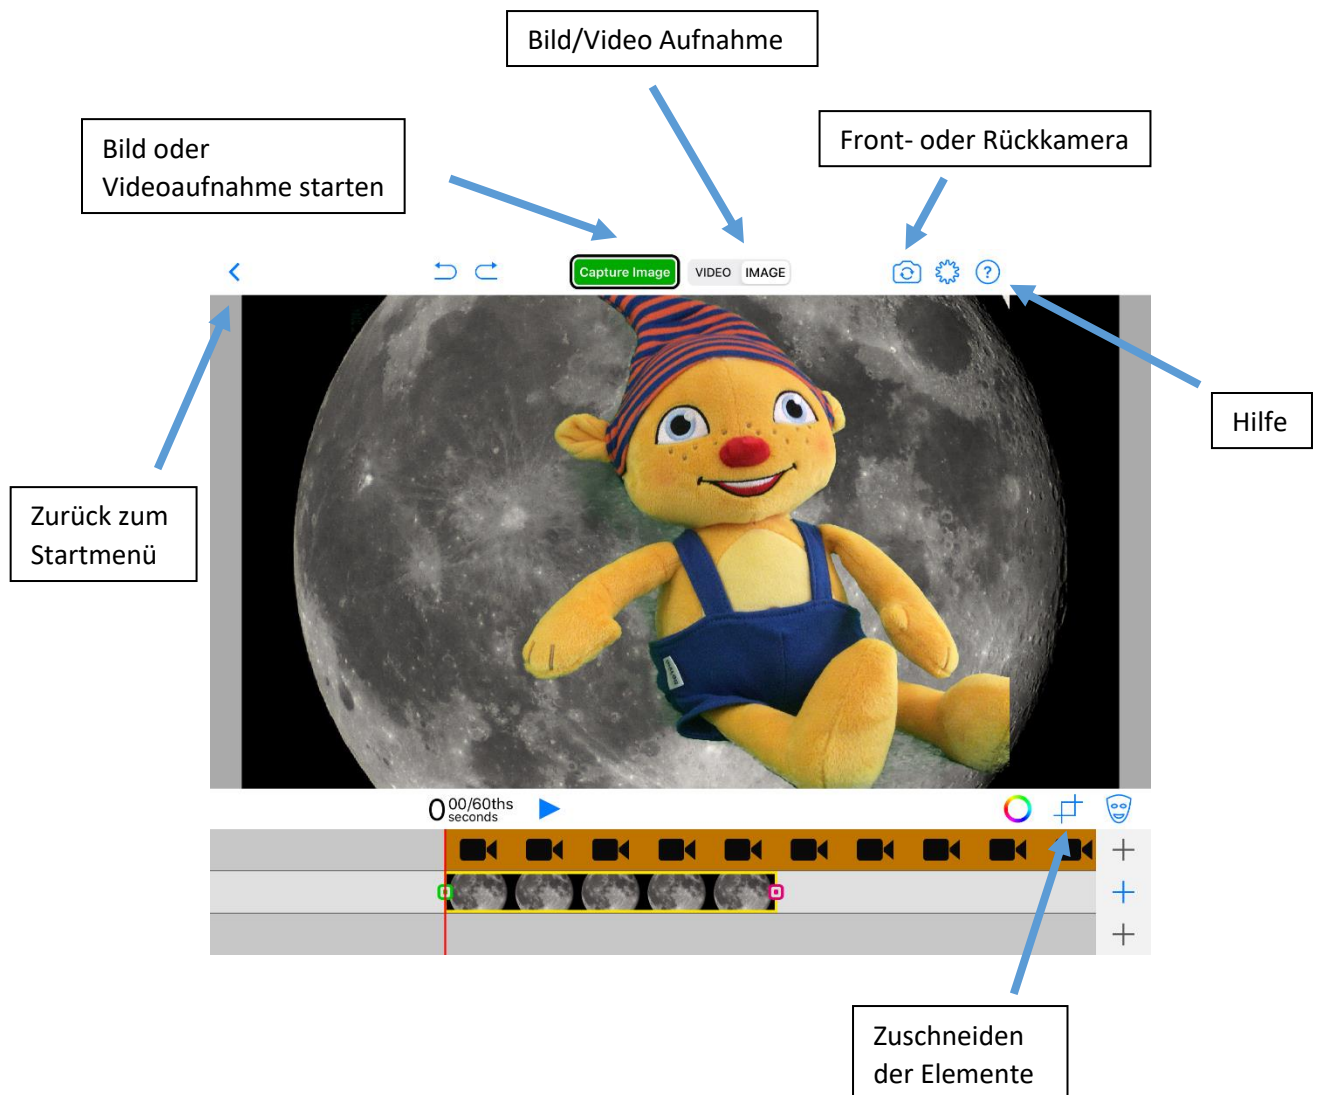 Bild/Video Aufnahme
Bild oder
Videoaufnahme starten
Front- oder Rückkamera
Capture Image
VIDEO IMAGE
?
Hilfe
Zurück zum
Startmenü
0 00/60ths
seconds
Zuschneiden
der Elemente